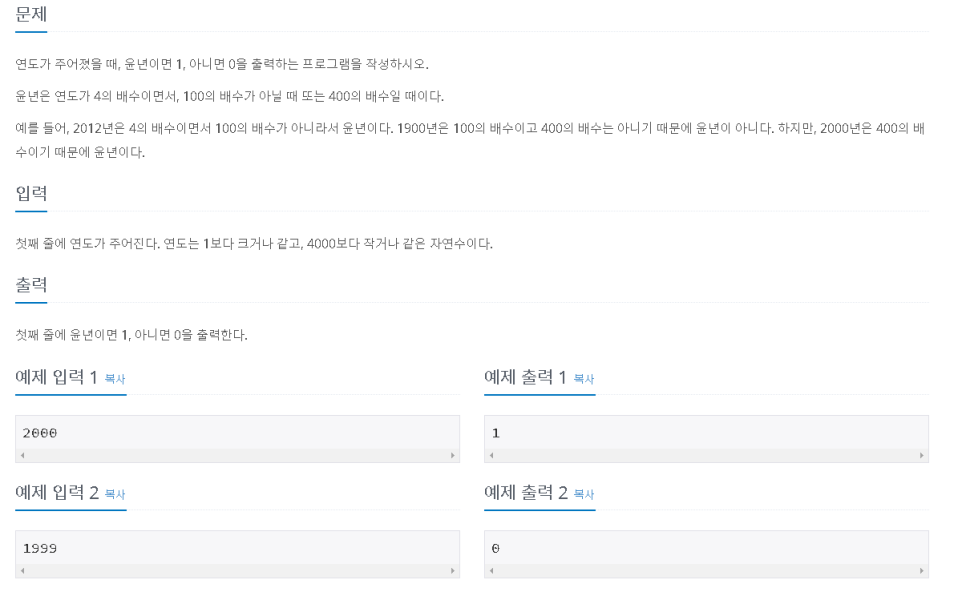 문제
연도가 주어졌을 때, 윤년이면 1, 아니면 0을 출력하는 프로그램을 작성하시오.
윤년은 연도가 4의 배수이면서, 100의 배수가 아닐 때 또는 400의 배수일 때이다.
예를 들어, 2012년은 4의 배수이면서 100의 배수가 아니라서 윤년이다. 1900년은 100의 배수이고 400의 배수는 아니기 때문에 윤년이 아니다. 하지만, 2000년은 400의 배
수이기 때문에 윤년이다.
입력
첫째 줄에 연도가 주어진다. 연도는 1보다 크거나 같고, 4000보다 작거나 같은 자연수이다.
출력
첫째 줄에 윤년이면 1, 아니면 0을 출력한다.
예제 입력 1 복사
예제 출력 1 복사
2000
1
예제 입력 2 복사
예제 출력 2 복사
1999
0